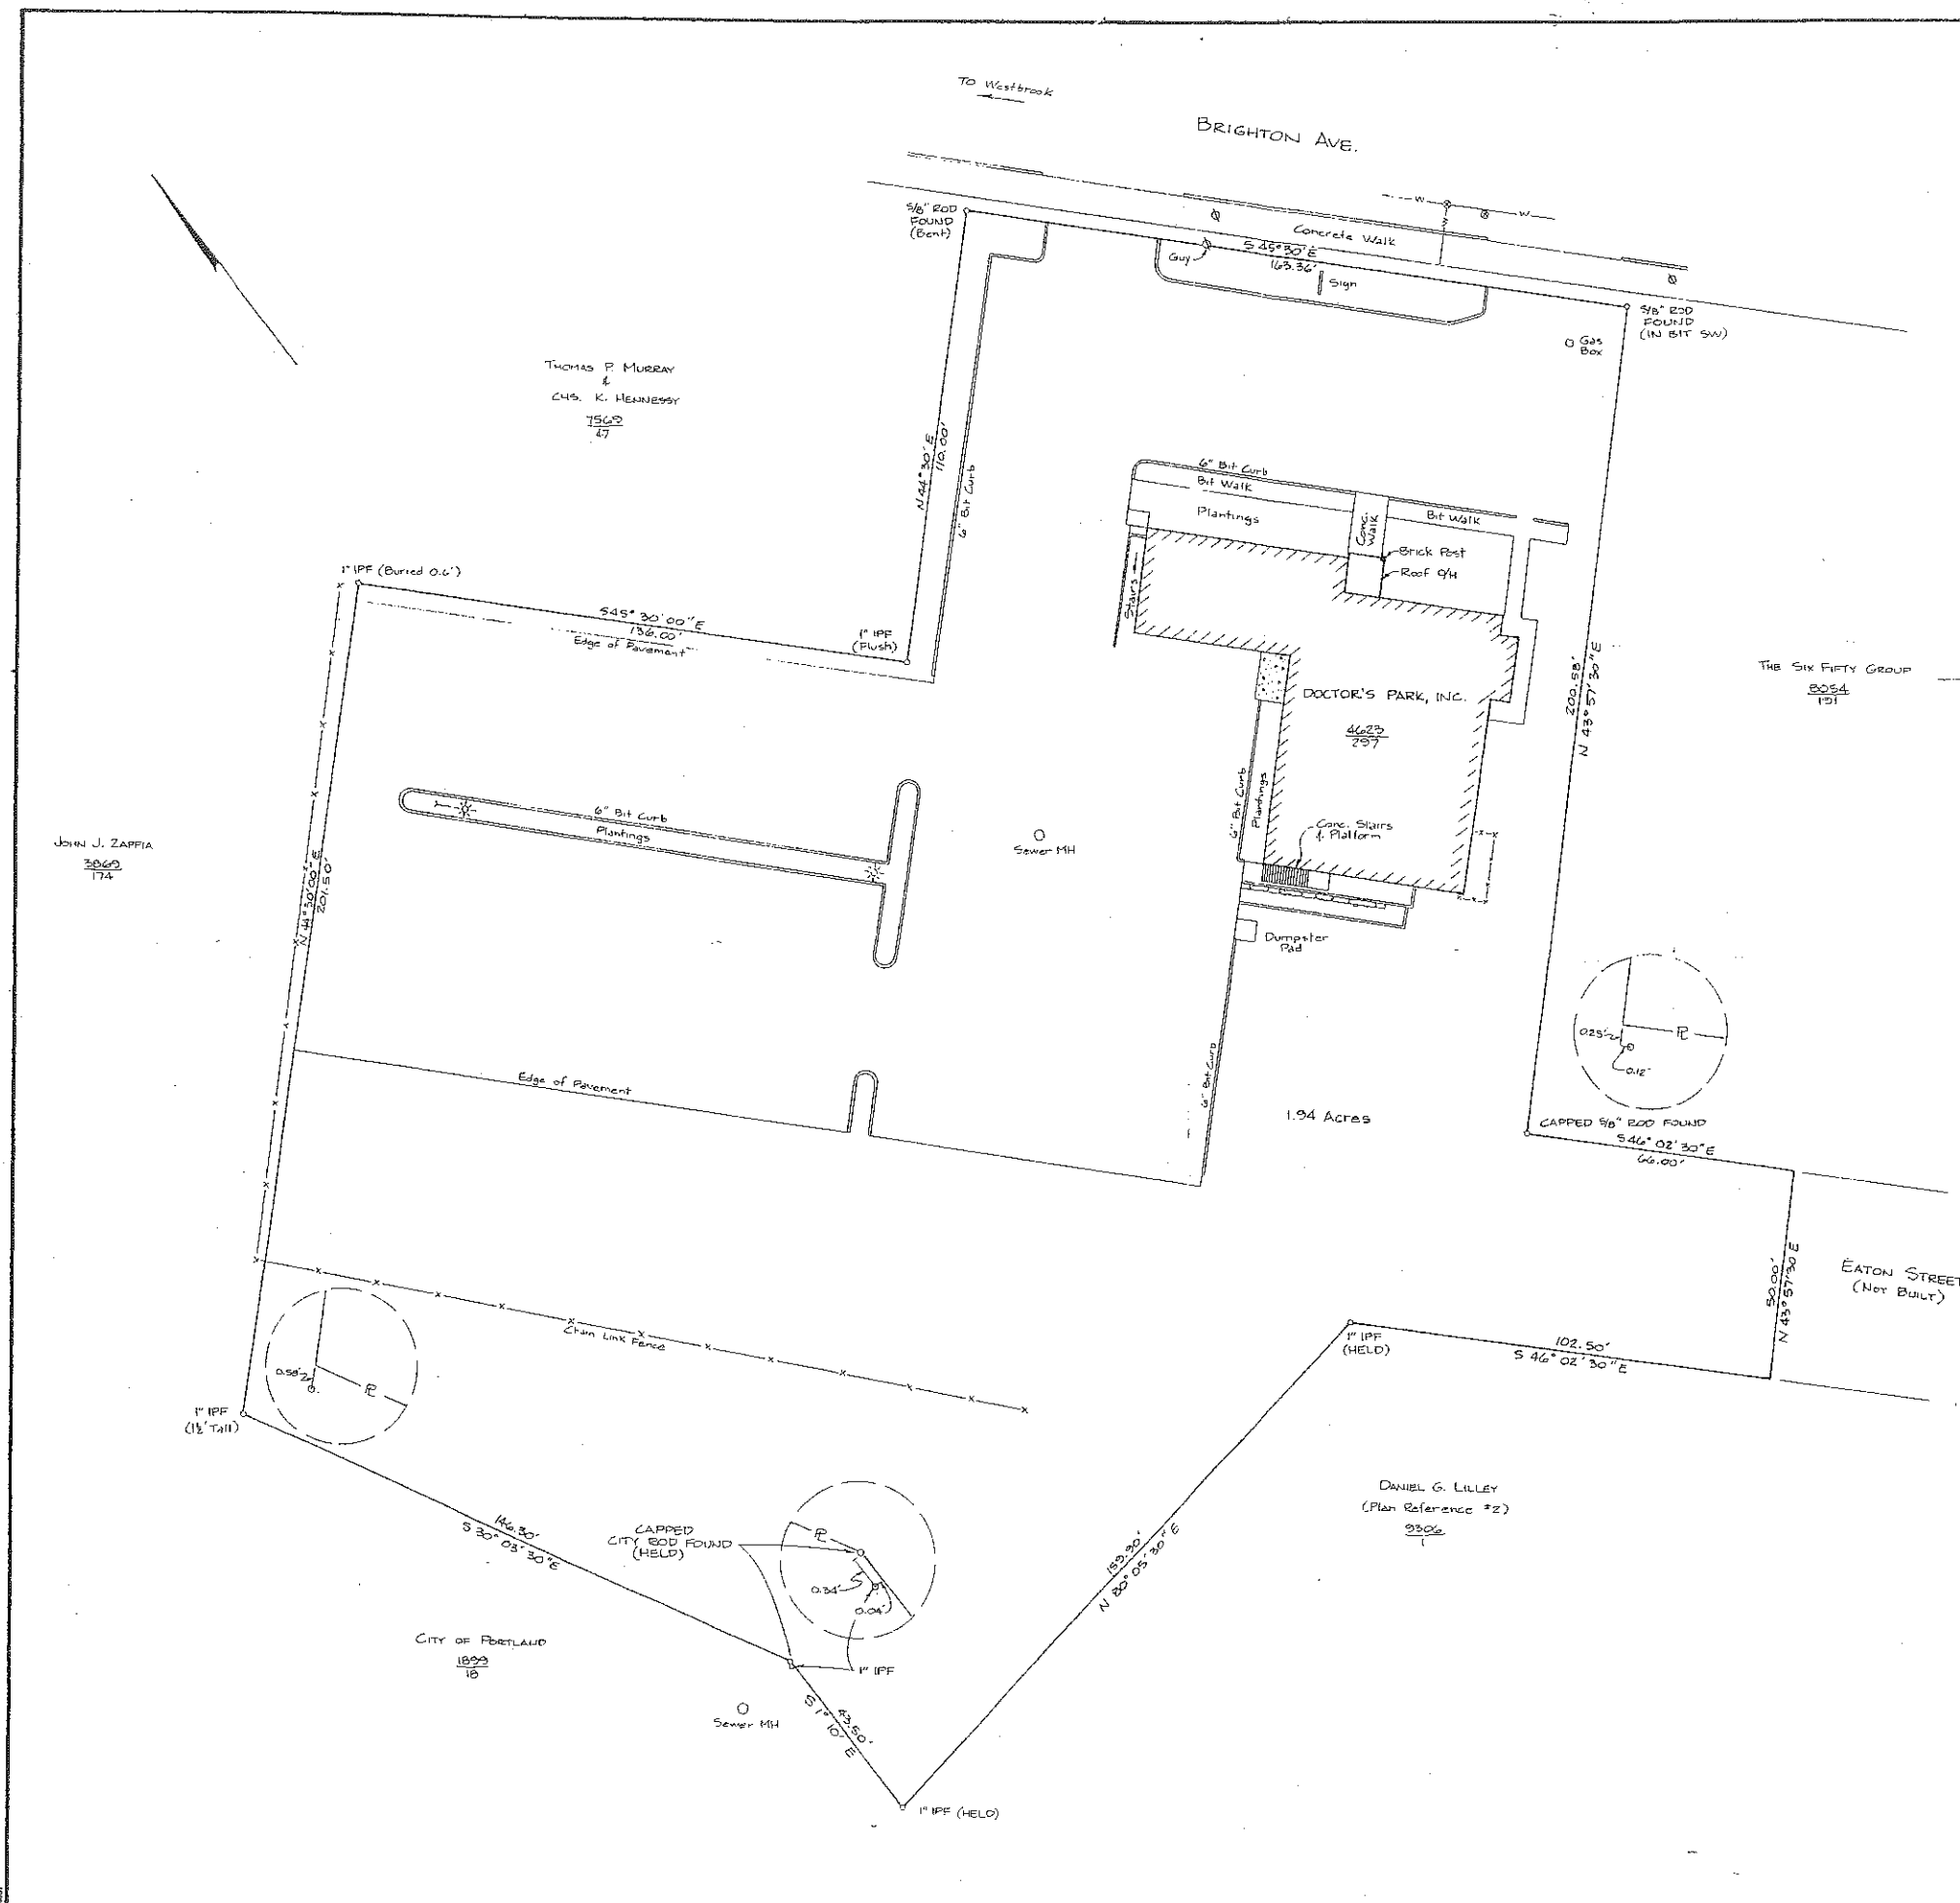 TO Westbrook
BRIGHTON AVE.
5/8" ROD
FOUND
(Bent)
Concrete Walk
S 45°30' E
163.36'
Guy
Sign
W
W
5/8" ROD
FOUND
(IN BIT SW)
Gas
Box
THOMAS P. MURRAY
&
CHS. K. HENNESSY
7569
47
N 44°30' E
110.00'
6" Bit Curb
6" Bit Curb
Bit Walk
Plantings
Conc.
Walk
Bit Walk
Brick Post
Roof O/H
Stairs
1" IPF (Buried 0.6')
S45°30'00"E
136.00'
Edge of Pavement
1" IPF
(Flush)
DOCTOR'S PARK, INC.
4623
297
200.58'
N 43°57'30"E
THE SIX FIFTY GROUP
8054
191
6" Bit Curb
Plantings
6" Bit Curb
Plantings
Sewer MH
Conc. Stairs
& Platform
JOHN J. ZAPPIA
3869
174
N 44°30'00"E
201.50'
Dumpster
Pad
0.25'
PL
0.12'
Edge of Pavement
6" Bit Curb
1.94 Acres
CAPPED 5/8" ROD FOUND
S46°02'30"E
66.00'
50.00'
N 43°57'30 E
EATON STREET
(NOT BUILT)
Chain Link Fence
1" IPF
(HELD)
102.50'
S 46°02'30"E
PL
1" IPF
(1½' Tall)
DANIEL G. LILLEY
(Plan Reference #2)
9306
1
146.30'
S 30°03'30"E
CAPPED
CITY ROD FOUND
(HELD)
PL
0.34'
0.04'
159.90'
N 80°05'30"E
CITY OF PORTLAND
1899
18
1" IPF
Sewer MH
43.50'
S 1°10' E
1" IPF (HELD)